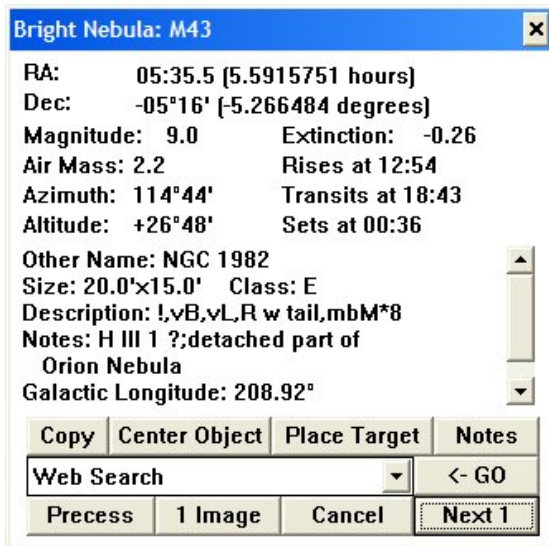 Bright Nebula: M43
RA: 05:35.5 (5.5915751 hours)
Dec: -05°16' (-5.266484 degrees)
Magnitude: 9.0 Extinction: -0.26
Air Mass: 2.2 Rises at 12:54
Azimuth: 114°44' Transits at 18:43
Altitude: +26°48' Sets at 00:36
Other Name: NGC 1982
Size: 20.0'x15.0' Class: E
Description: !,vB,vL,R w tail,mbM*8
Notes: H III 1 ?;detached part of
Orion Nebula
Galactic Longitude: 208.92°
Copy Center Object Place Target Notes
Web Search <- GO
Precess 1 Image Cancel Next 1